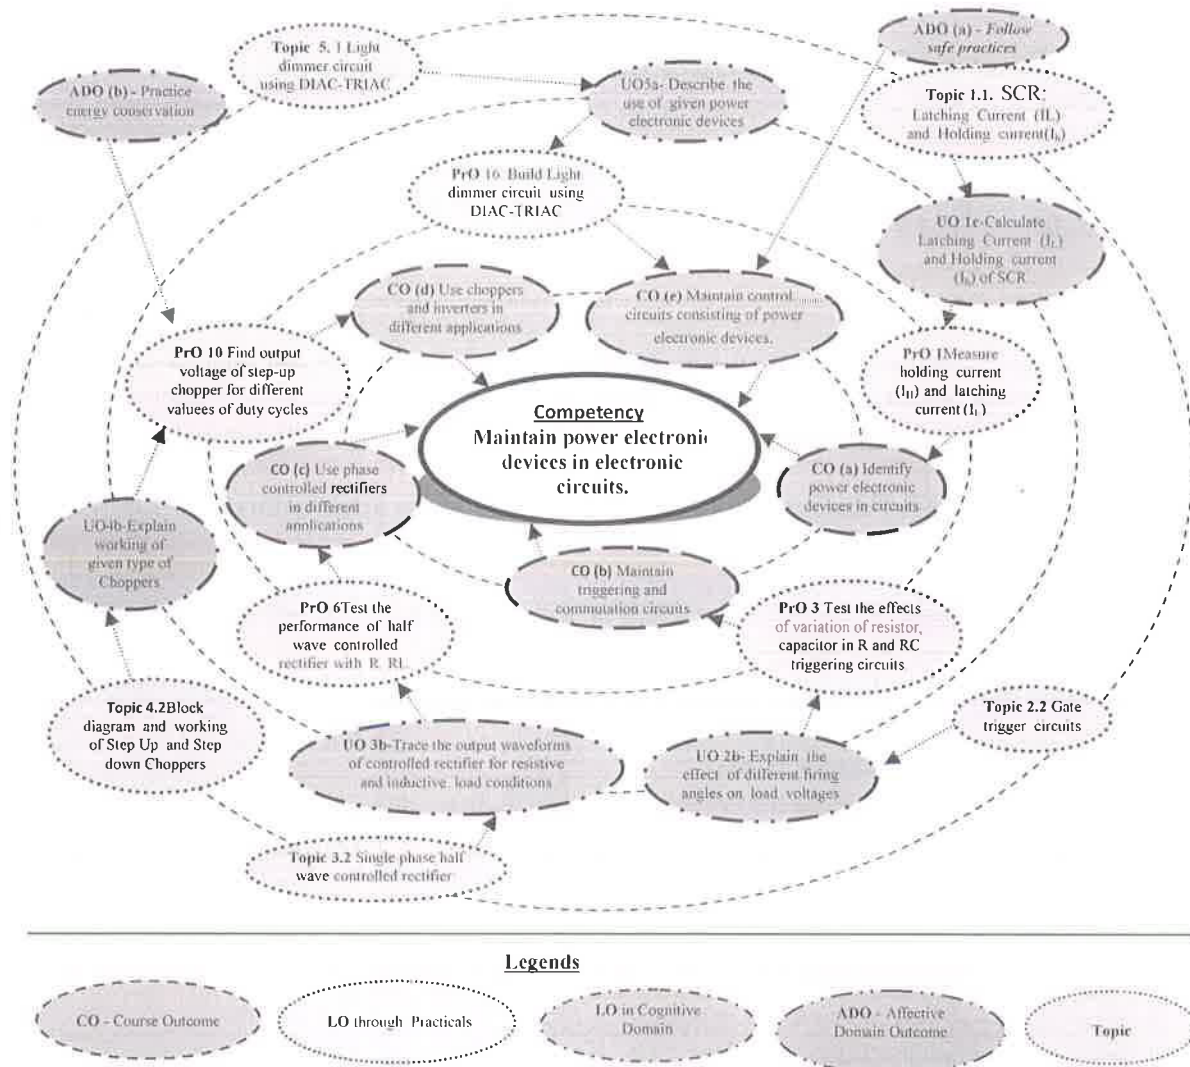 ADO (a) - Follow
safe practices
Topic 5. 1 Light
dimmer circuit
using DIAC-TRIAC
ADO (b) - Practice
energy conservation
UO5a- Describe the
use of given power
electronic devices
Topic 1.1. SCR:
Latching Current (IL)
and Holding current(Ih)
PrO 16 Build Light
dimmer circuit using
DIAC-TRIAC
UO 1c-Calculate
Latching Current (IL)
and Holding current
(Ih) of SCR
CO (d) Use choppers
and inverters in
different applications
CO (e) Maintain control
circuits consisting of power
electronic devices.
PrO 10 Find output
voltage of step-up
chopper for different
valuees of duty cycles
PrO 1Measure
holding current
(IH) and latching
current (IL)
Competency
Maintain power electronic
devices in electronic
circuits.
CO (c) Use phase
controlled rectifiers
in different
applications
CO (a) Identify
power electronic
devices in circuits
UO4b-Explain
working of
given type of
Choppers
CO (b) Maintain
triggering and
commutation circuits
PrO 6Test the
performance of half
wave controlled
rectifier with R, RL
PrO 3 Test the effects
of variation of resistor,
capacitor in R and RC
triggering circuits
Topic 4.2Block
diagram and working
of Step Up and Step
down Choppers
Topic 2.2 Gate
trigger circuits
UO 3b-Trace the output waveforms
of controlled rectifier for resistive
and inductive load conditions
UO 2b- Explain the
effect of different firing
angles on load voltages
Topic 3.2 Single phase half
wave controlled rectifier
Legends
CO - Course Outcome
LO through Practicals
LO in Cognitive
Domain
ADO - Affective
Domain Outcome
Topic